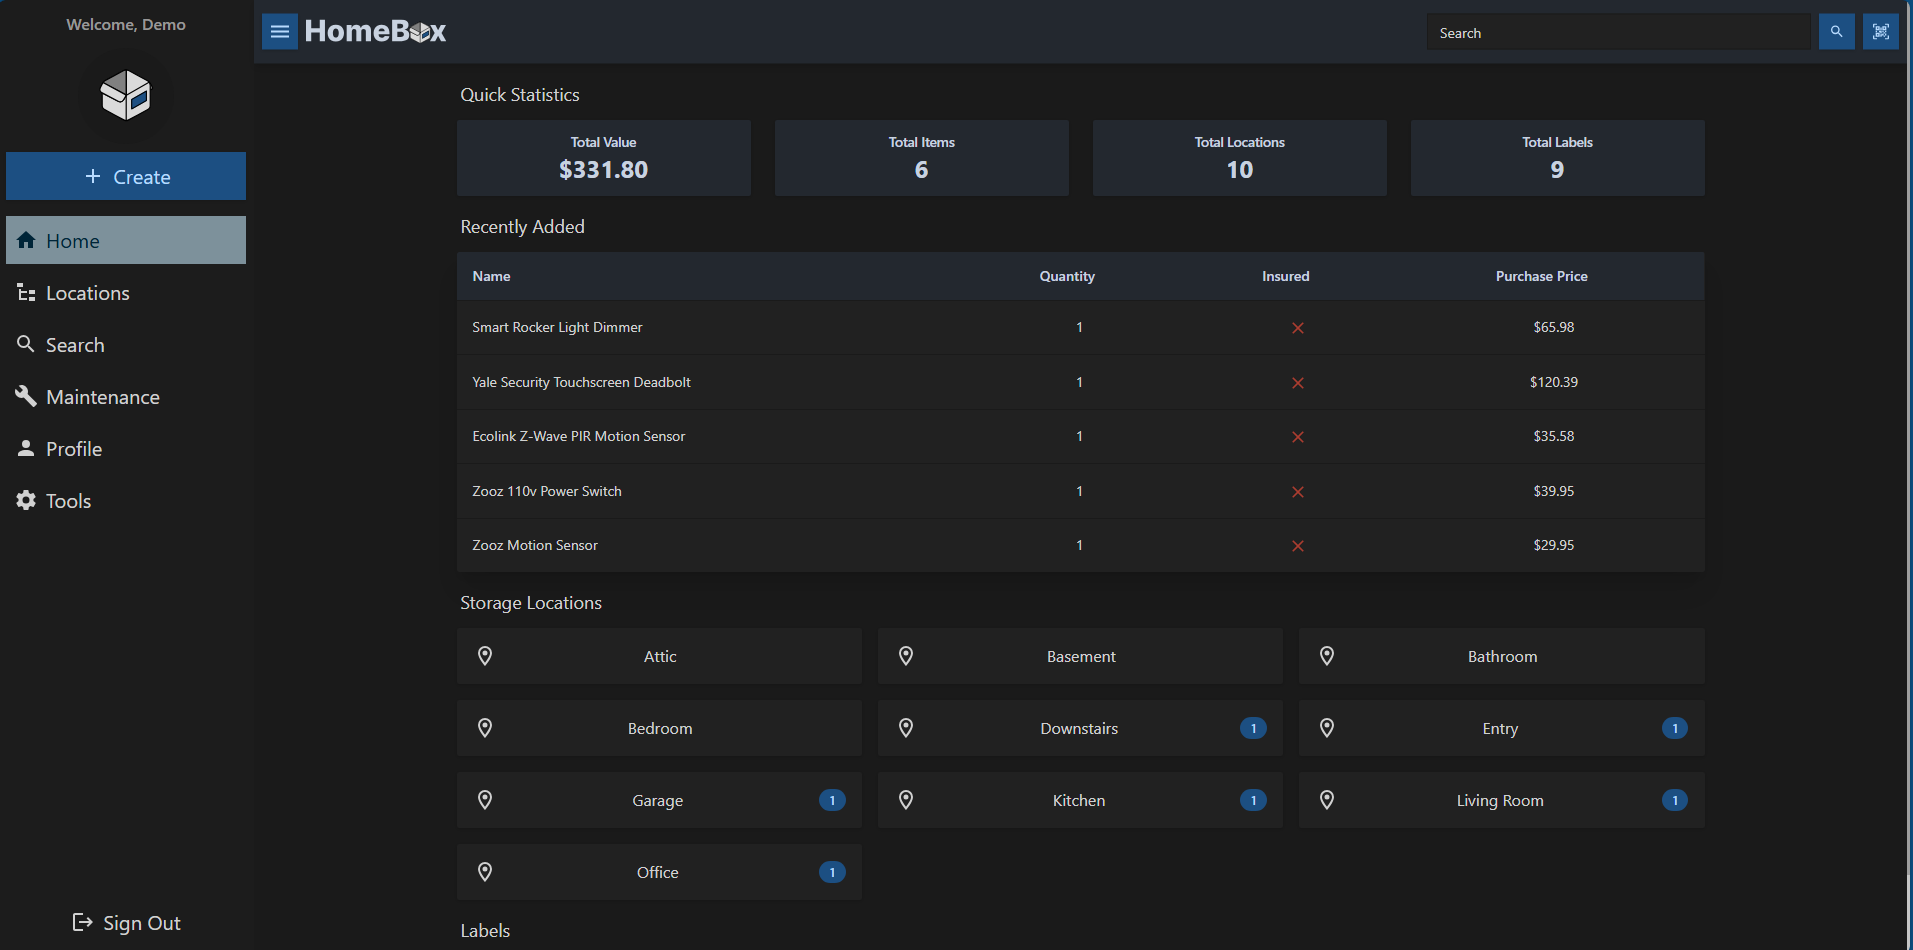 Welcome, Demo
Create
Home
Locations
Search
Maintenance
Profile
Tools
Sign Out
HomeBox
Search
Quick Statistics
Total Value
$331.80
Total Items
6
Total Locations
10
Total Labels
9
Recently Added
Name Quantity Insured Purchase Price
Smart Rocker Light Dimmer 1 $65.98
Yale Security Touchscreen Deadbolt 1 $120.39
Ecolink Z-Wave PIR Motion Sensor 1 $35.58
Zooz 110v Power Switch 1 $39.95
Zooz Motion Sensor 1 $29.95
Storage Locations
Attic
Basement
Bathroom
Bedroom
Downstairs 1
Entry 1
Garage 1
Kitchen 1
Living Room 1
Office 1
Labels